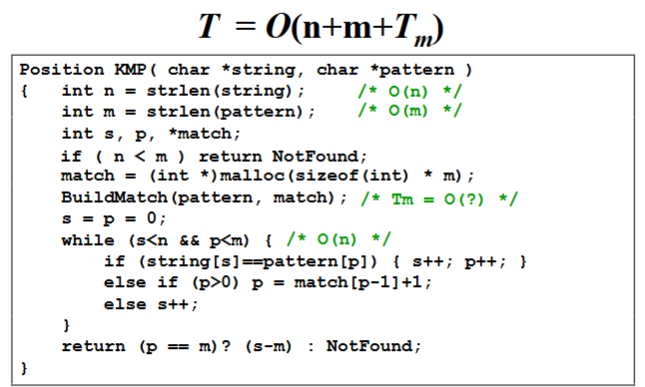 T = O(n+m+Tm)
Position KMP( char *string, char *pattern )
{ int n = strlen(string); /* O(n) */
int m = strlen(pattern); /* O(m) */
int s, p, *match;
if ( n < m ) return NotFound;
match = (int *)malloc(sizeof(int) * m);
BuildMatch(pattern, match); /* Tm = O(?) */
s = p = 0;
while (s<n && p<m) { /* O(n) */
if (string[s]==pattern[p]) { s++; p++; }
else if (p>0) p = match[p-1]+1;
else s++;
}
return (p == m)? (s-m) : NotFound;
}